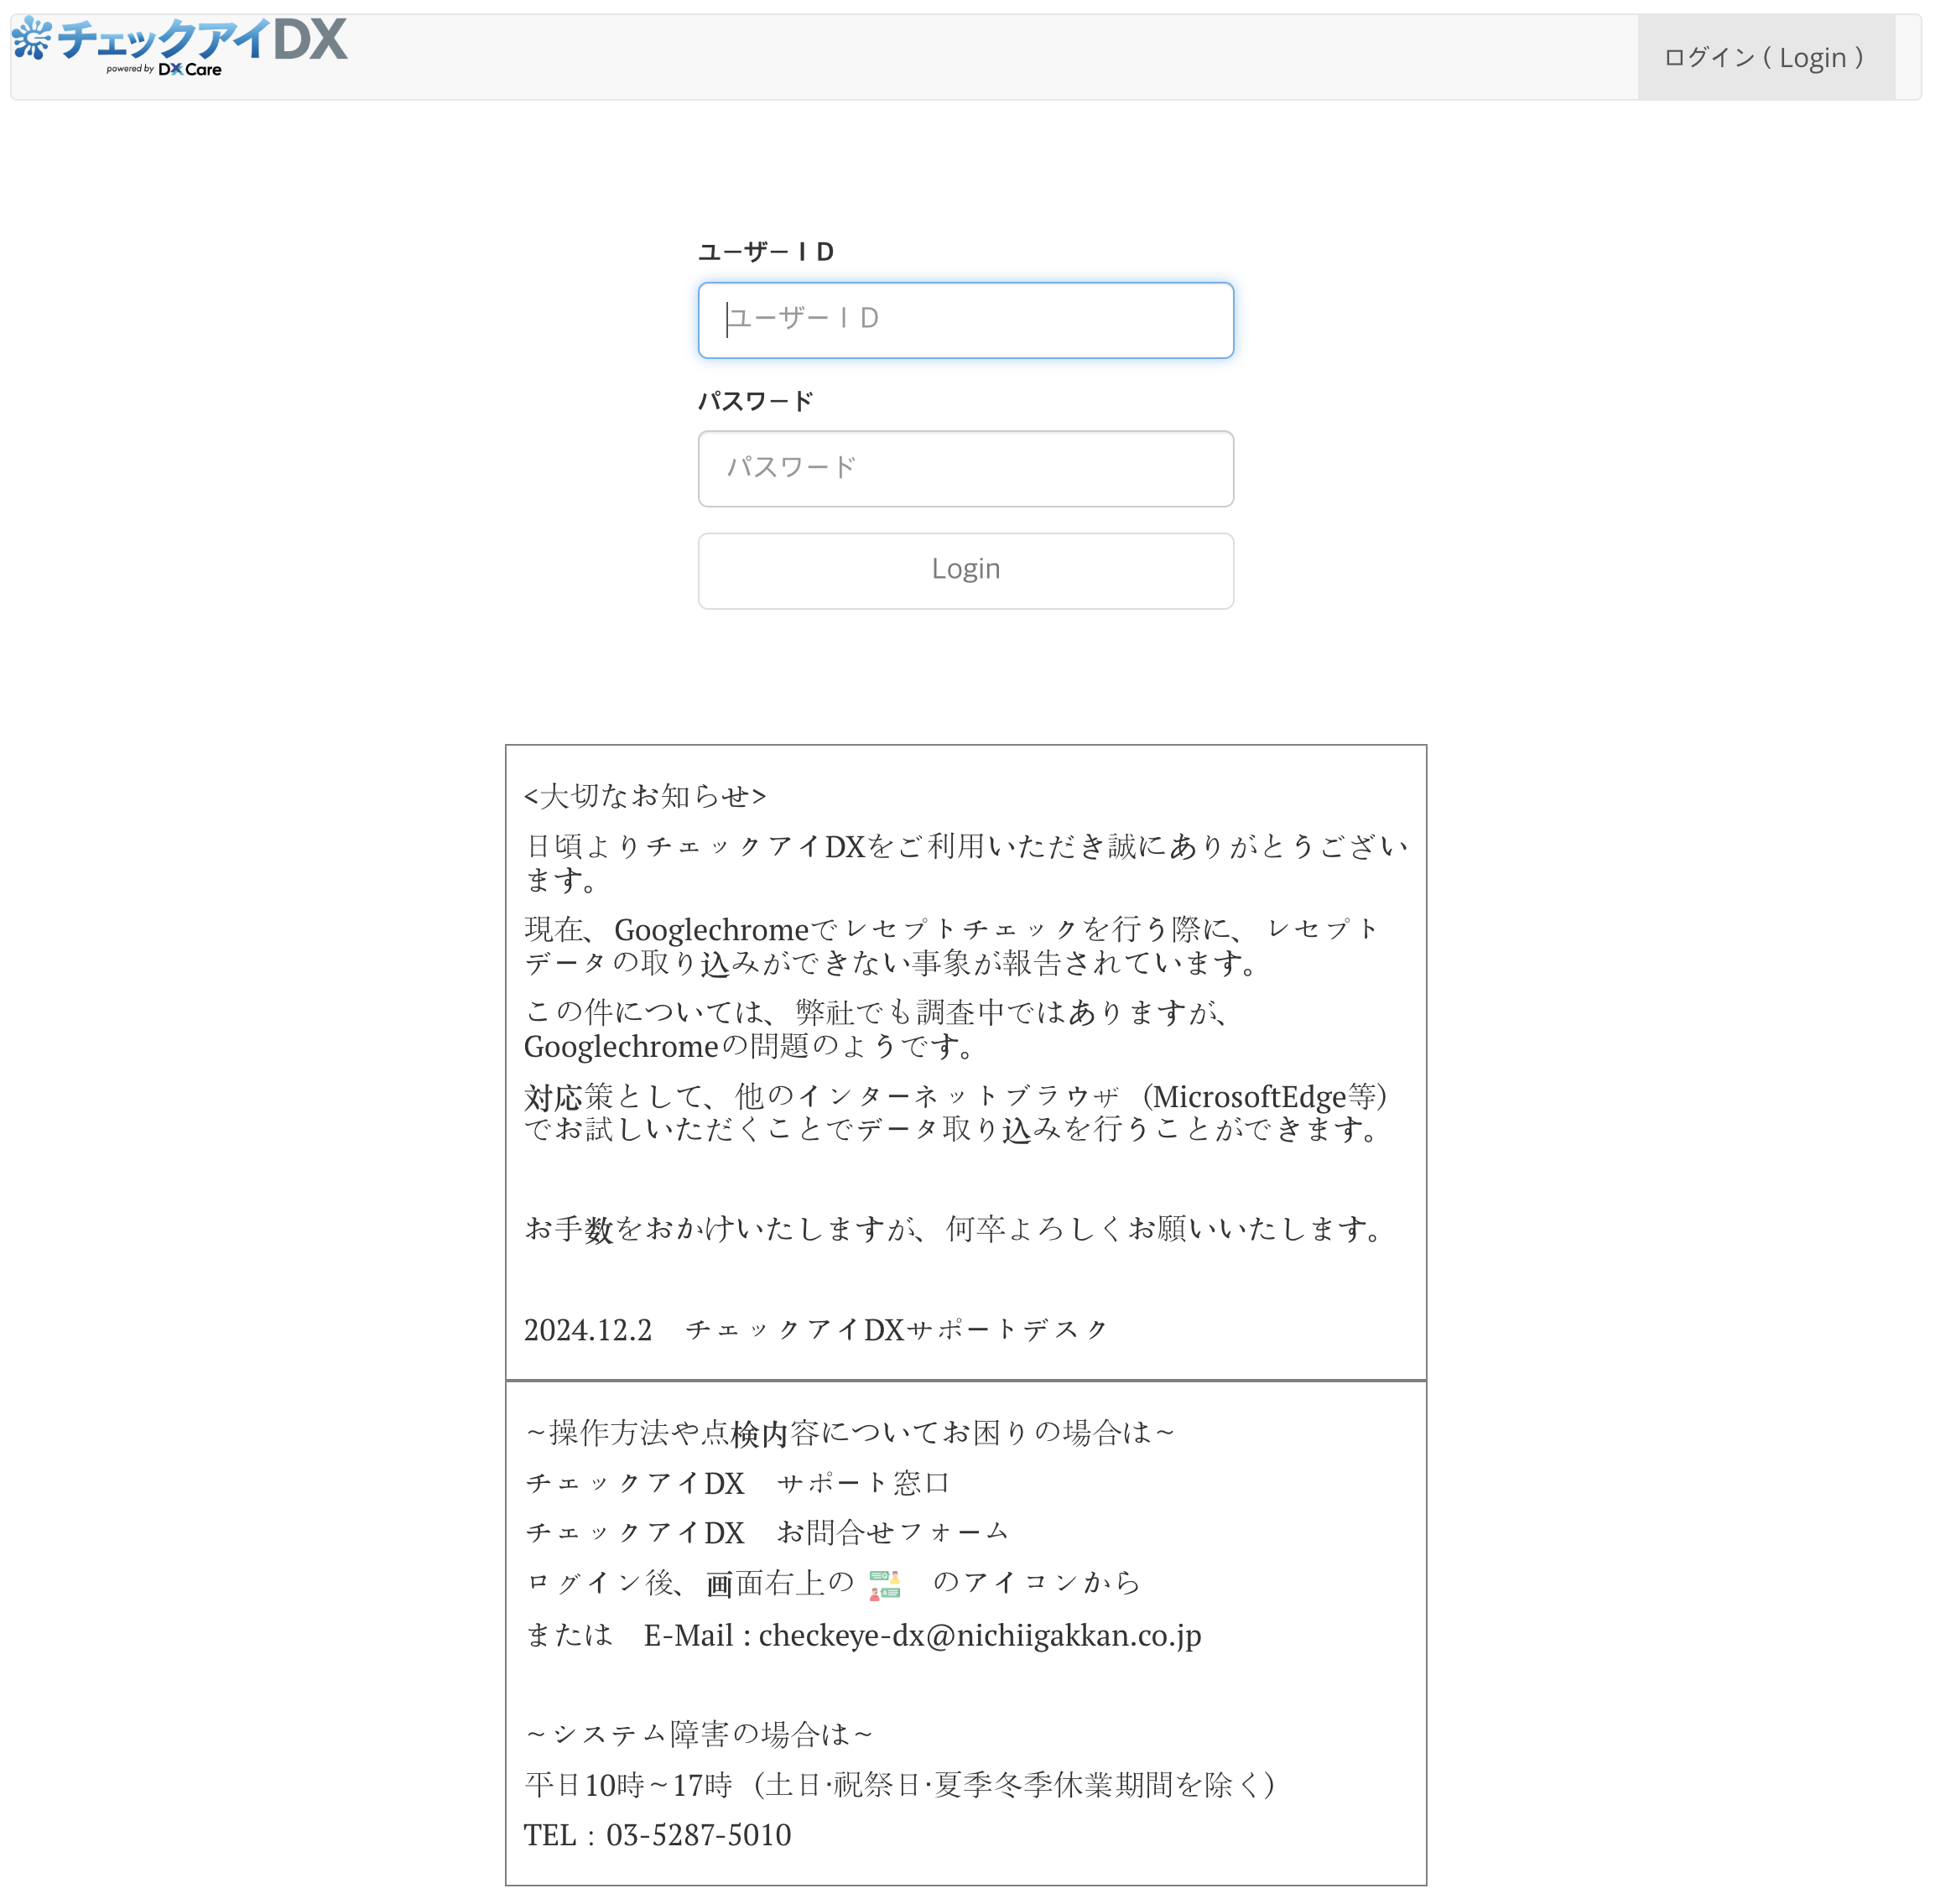 チェックアイDX
powered by DX Care
ログイン ( Login )
ユーザーＩＤ
ユーザーＩＤ
パスワード
パスワード
Login
<大切なお知らせ>
日頃よりチェックアイDXをご利用いただき誠にありがとうござい
ます。
現在、Googlechromeでレセプトチェックを行う際に、レセプト
データの取り込みができない事象が報告されています。
この件については、弊社でも調査中ではありますが、
Googlechromeの問題のようです。
対応策として、他のインターネットブラウザ（MicrosoftEdge等）
でお試しいただくことでデータ取り込みを行うことができます。
お手数をおかけいたしますが、何卒よろしくお願いいたします。
2024.12.2　チェックアイDXサポートデスク
~操作方法や点検内容についてお困りの場合は~
チェックアイDX　サポート窓口
チェックアイDX　お問合せフォーム
ログイン後、画面右上の　のアイコンから
または　E-Mail : checkeye-dx@nichiigakkan.co.jp
~システム障害の場合は~
平日10時~17時（土日·祝祭日·夏季冬季休業期間を除く）
TEL : 03-5287-5010